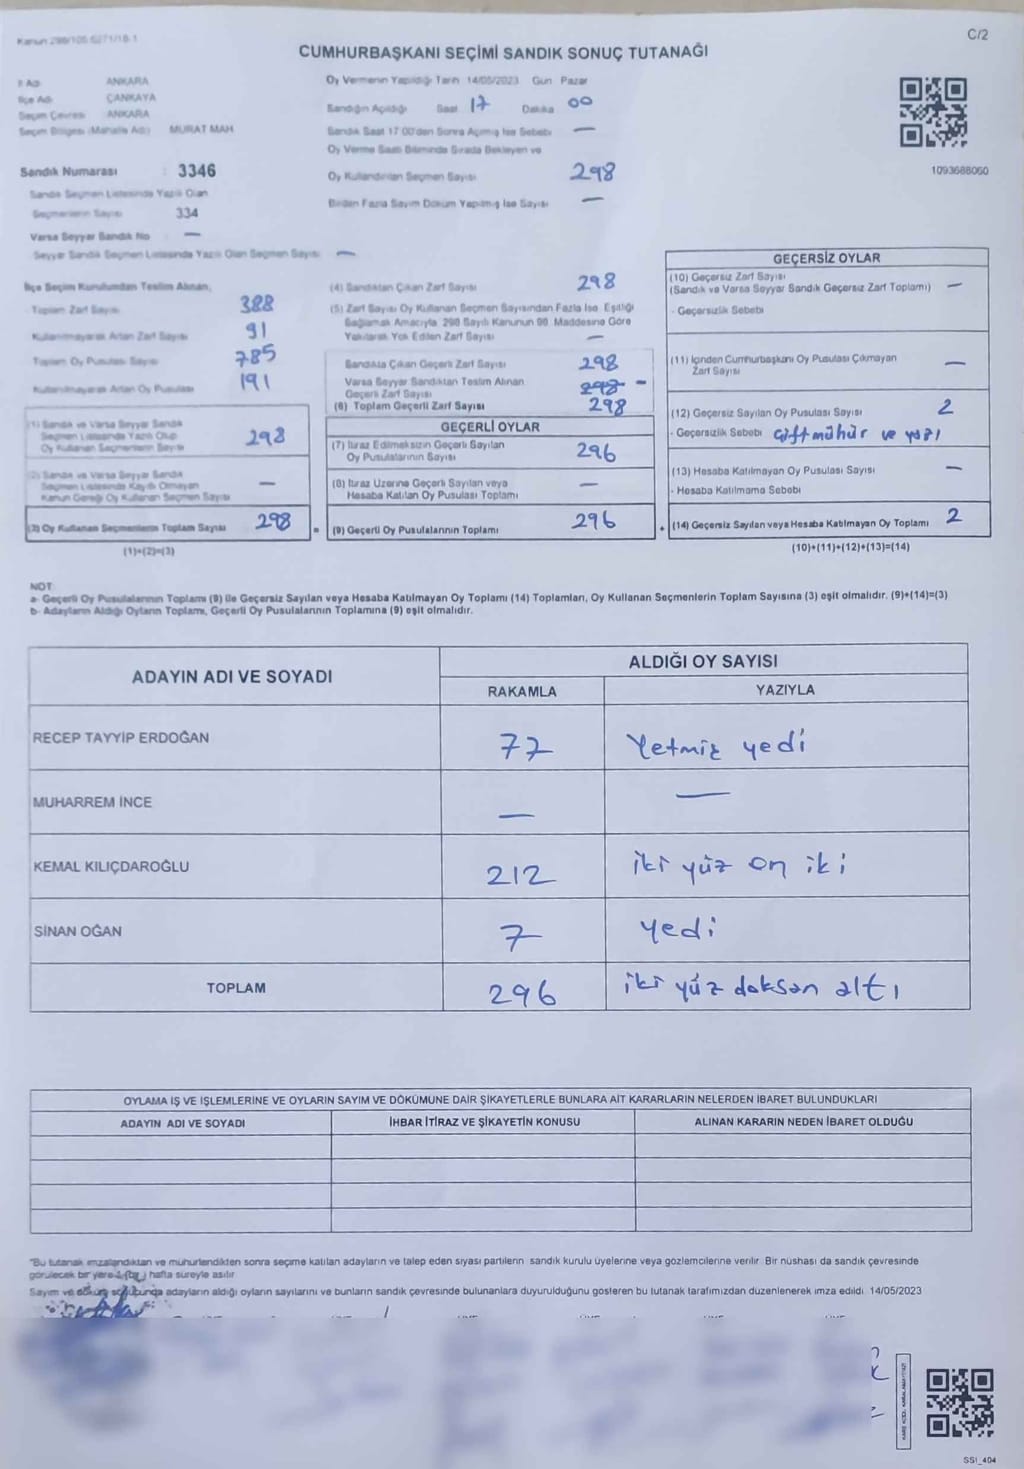 Kanun 298/105 6271/18-1
C/2
CUMHURBAŞKANI SEÇİMİ SANDIK SONUÇ TUTANAĞI
İl Adı ANKARA
İlçe Adı ÇANKAYA
Seçim Çevresi ANKARA
Seçim Bölgesi (Mahalle Adı) MURAT MAH
Sandık Numarası : 3346
Sandık Seçmen Listesinde Yazılı Olan
Seçmenlerin Sayısı 334
Varsa Seyyar Sandık No —
Seyyar Sandık Seçmen Listesinde Yazılı Olan Seçmen Sayısı —
Oy Vermenin Yapıldığı Tarih 14/05/2023 Gün Pazar
Sandığın Açıldığı Saat 17 Dakika 00
Sandık Saat 17 00'den Sonra Açılmış İse Sebebi —
Oy Verme Saati Bitiminde Sırada Bekleyen ve
Oy Kullandırılan Seçmen Sayısı 298
Birden Fazla Sayım Döküm Yapılmış İse Sayısı —
1093688060
İlçe Seçim Kurulundan Teslim Alınan,
Toplam Zarf Sayısı 388
Kullanılmayarak Artan Zarf Sayısı 91
Toplam Oy Pusulası Sayısı 785
Kullanılmayarak Artan Oy Pusulası 191
(1) Sandık ve Varsa Seyyar Sandık
Seçmen Listesinde Yazılı Olup
Oy Kullanan Seçmenlerin Sayısı 298
(2) Sandık ve Varsa Seyyar Sandık
Seçmen Listesinde Kaydı Olmayan
Kanun Gereği Oy Kullanan Seçmen Sayısı —
(3) Oy Kullanan Seçmenlerin Toplam Sayısı 298
(1)+(2)=(3)
(4) Sandıktan Çıkan Zarf Sayısı 298
(5) Zarf Sayısı Oy Kullanan Seçmen Sayısından Fazla İse, Eşitliği
Sağlamak Amacıyla, 298 Sayılı Kanunun 98. Maddesine Göre
Yakılarak Yok Edilen Zarf Sayısı —
Sandıkta Çıkan Geçerli Zarf Sayısı 298
Varsa Seyyar Sandıktan Teslim Alınan
Geçerli Zarf Sayısı 298 -
(6) Toplam Geçerli Zarf Sayısı 298
GEÇERLİ OYLAR
(7) İtiraz Edilmeksizin Geçerli Sayılan
Oy Pusulalarının Sayısı 296
(8) İtiraz Üzerine Geçerli Sayılan veya
Hesaba Katılan Oy Pusulası Toplamı —
= (9) Geçerli Oy Pusulalarının Toplamı 296
GEÇERSİZ OYLAR
(10) Geçersiz Zarf Sayısı
(Sandık ve Varsa Seyyar Sandık Geçersiz Zarf Toplamı) —
- Geçersizlik Sebebi
(11) İçinden Cumhurbaşkanı Oy Pusulası Çıkmayan
Zarf Sayısı —
(12) Geçersiz Sayılan Oy Pusulası Sayısı 2
- Geçersizlik Sebebi Çift mühür ve yazı
(13) Hesaba Katılmayan Oy Pusulası Sayısı —
- Hesaba Katılmama Sebebi
+ (14) Geçersiz Sayılan veya Hesaba Katılmayan Oy Toplamı 2
(10)+(11)+(12)+(13)=(14)
NOT:
a- Geçerli Oy Pusulalarının Toplamı (9) ile Geçersiz Sayılan veya Hesaba Katılmayan Oy Toplamı (14) Toplamları, Oy Kullanan Seçmenlerin Toplam Sayısına (3) eşit olmalıdır. (9)+(14)=(3)
b- Adayların Aldığı Oyların Toplamı, Geçerli Oy Pusulalarının Toplamına (9) eşit olmalıdır.
ADAYIN ADI VE SOYADI
ALDIĞI OY SAYISI
RAKAMLA YAZIYLA
RECEP TAYYİP ERDOĞAN 77 Yetmiş yedi
MUHARREM İNCE — —
KEMAL KILIÇDAROĞLU 212 iki yüz on iki
SİNAN OĞAN 7 yedi
TOPLAM 296 iki yüz doksan altı
OYLAMA İŞ VE İŞLEMLERİNE VE OYLARIN SAYIM VE DÖKÜMÜNE DAİR ŞİKAYETLERLE BUNLARA AİT KARARLARIN NELERDEN İBARET BULUNDUKLARI
ADAYIN ADI VE SOYADI İHBAR İTİRAZ VE ŞİKAYETİN KONUSU ALINAN KARARIN NEDEN İBARET OLDUĞU
"Bu tutanak imzalandıktan ve mühürlendikten sonra seçime katılan adayların ve talep eden siyasi partilerin sandık kurulu üyelerine veya gözlemcilerine verilir Bir nüshası da sandık çevresinde
görülecek bir yere 1 (bir) hafta süreyle asılır
Sayım ve döküm sonucunda adayların aldığı oyların sayılarını ve bunların sandık çevresinde bulunanlara duyurulduğunu gösteren bu tutanak tarafımızdan düzenlenerek imza edildi. 14/05/2023
SSI_404